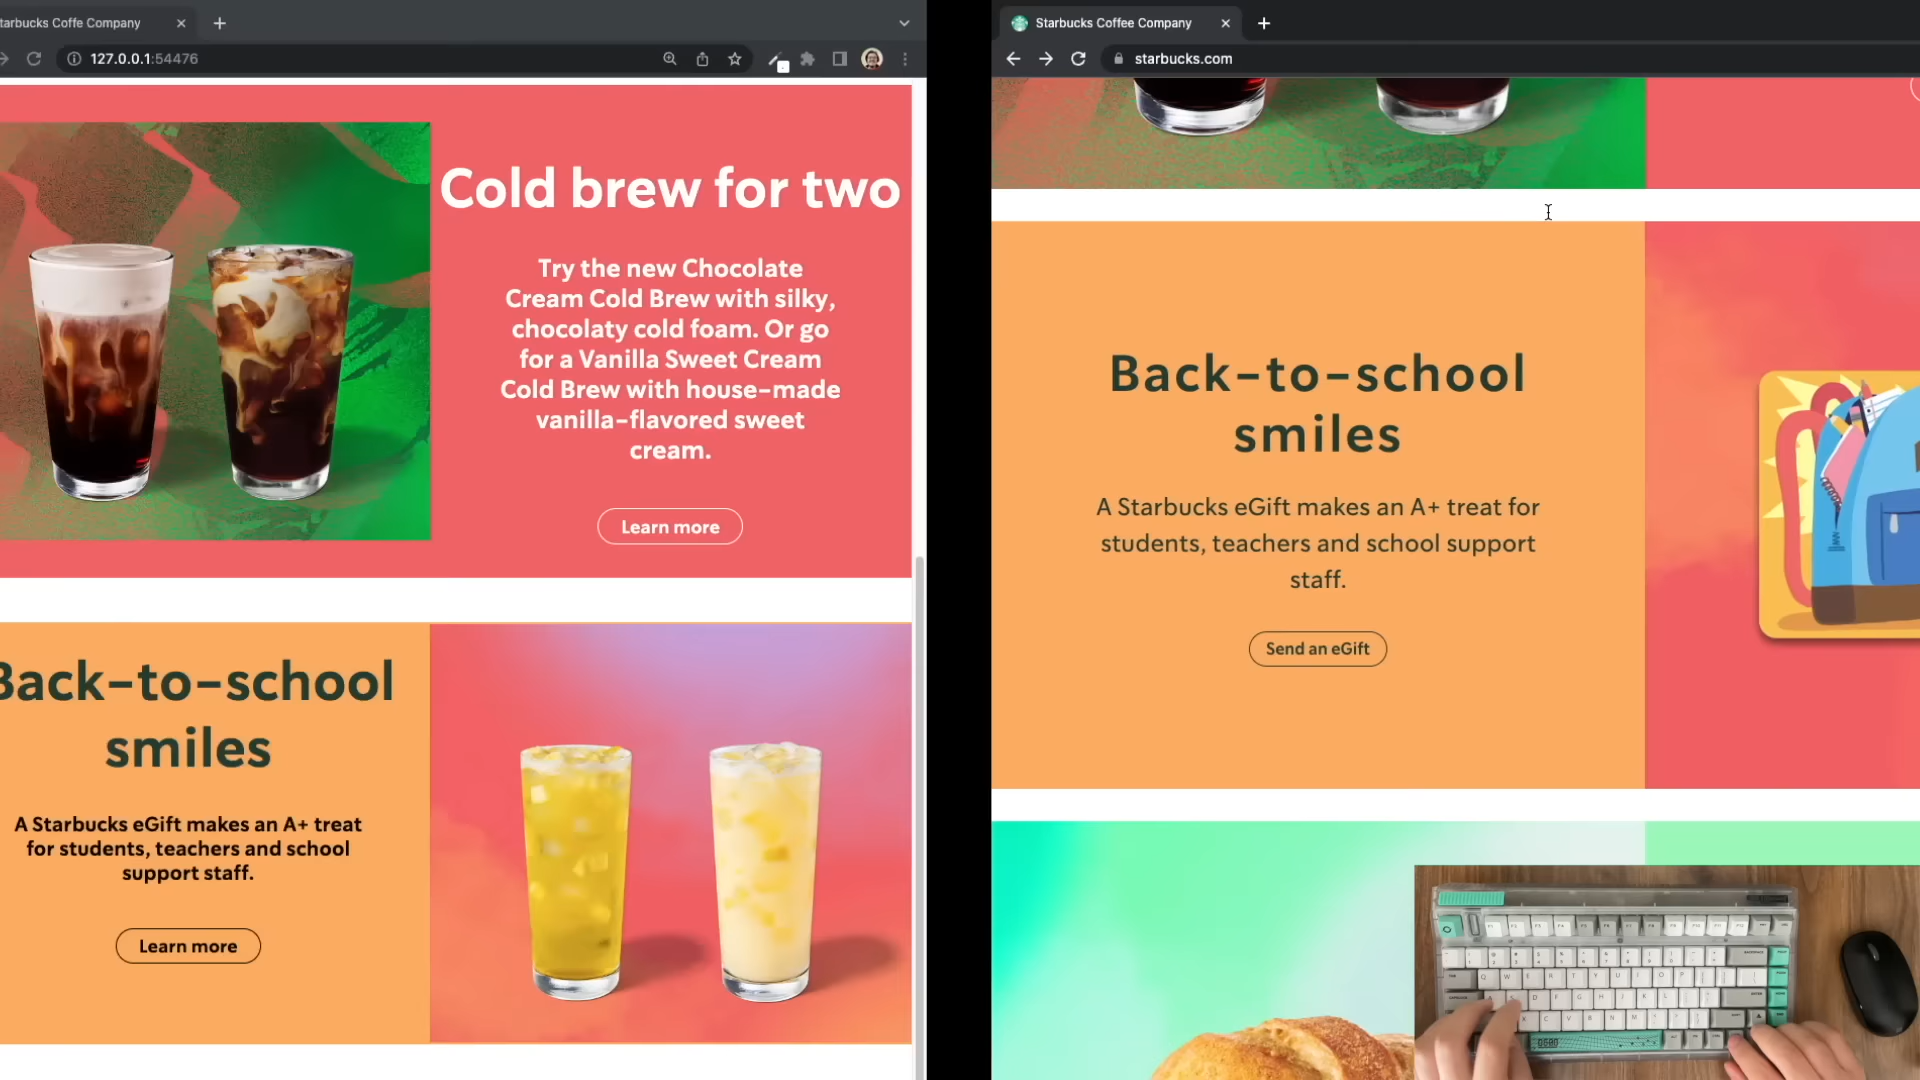 tarbucks Coffe Company
127.0.0.1:54476
Cold brew for two
Try the new Chocolate
Cream Cold Brew with silky,
chocolaty cold foam. Or go
for a Vanilla Sweet Cream
Cold Brew with house-made
vanilla-flavored sweet
cream.
Learn more
Back-to-school
smiles
A Starbucks eGift makes an A+ treat
for students, teachers and school
support staff.
Learn more
Starbucks Coffee Company
starbucks.com
Back-to-school
smiles
A Starbucks eGift makes an A+ treat for
students, teachers and school support
staff.
Send an eGift